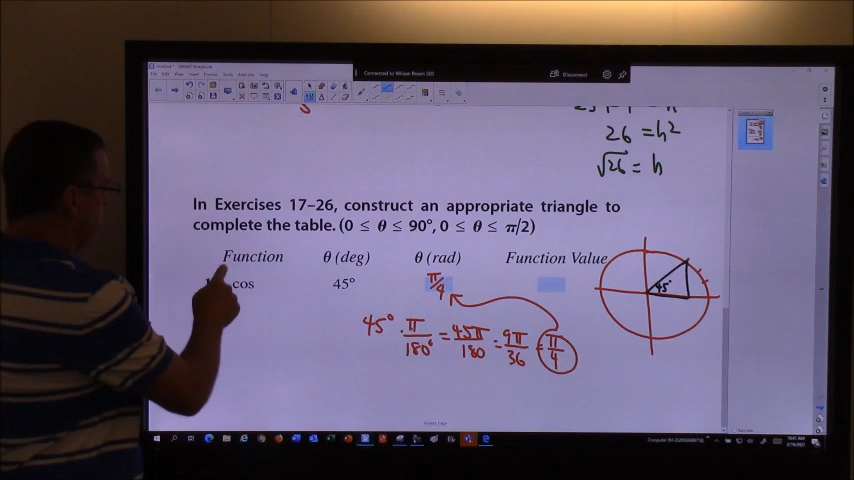 Connected to Wilson Room 502
Disconnect
26 = h²
√26 = h
In Exercises 17–26, construct an appropriate triangle to
complete the table. (0 ≤ θ ≤ 90°, 0 ≤ θ ≤ π/2)
Function θ (deg) θ (rad) Function Value
cos 45° π/4
45°
45° · π/180° = 45π/180 = 9π/36 = π/4